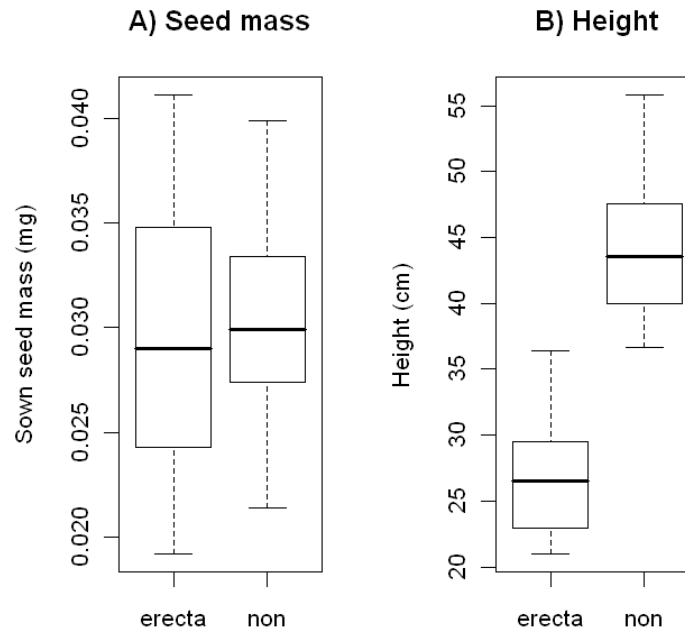 A) Seed mass
Sown seed mass (mg)
0.040
0.035
0.030
0.025
0.020
erecta non
B) Height
Height (cm)
55
50
45
40
35
30
25
20
erecta non